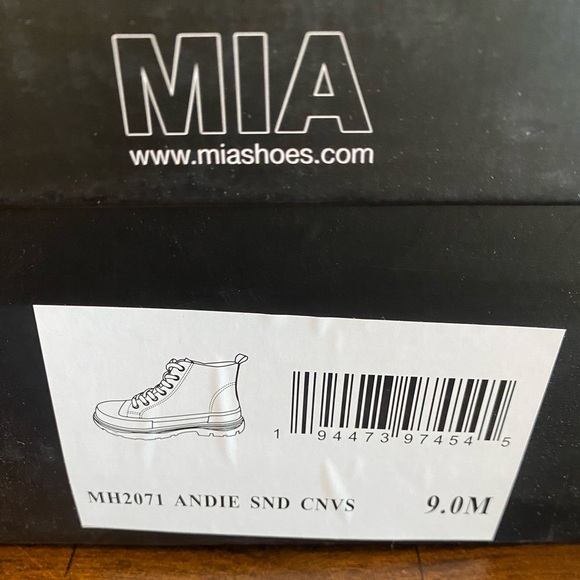 MIA
www.miashoes.com
1 94473 97454 5
MH2071 ANDIE SND CNVS 9.0M